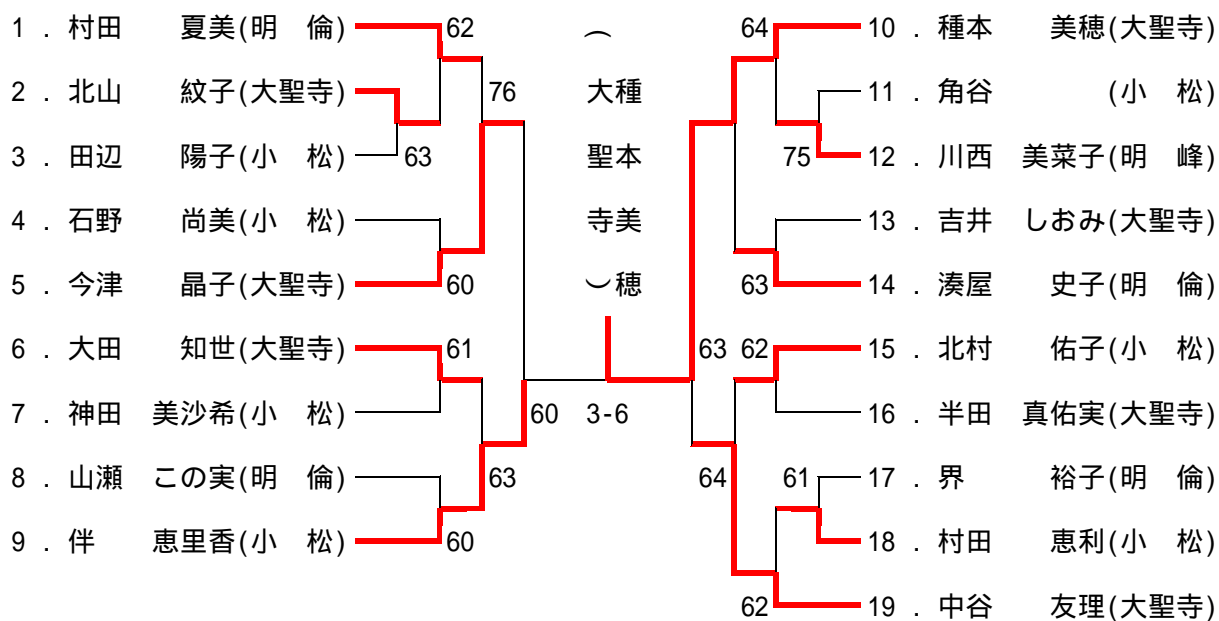 1 . 村田 夏美(明 倫)
62
2 . 北山 紋子(大聖寺)
76
3 . 田辺 陽子(小 松)
63
4 . 石野 尚美(小 松)
5 . 今津 晶子(大聖寺)
60
6 . 大田 知世(大聖寺)
61
7 . 神田 美沙希(小 松)
60
8 . 山瀬 この実(明 倫)
63
9 . 伴 恵里香(小 松)
60
種本美穂
(大聖寺)
3-6
64
10 . 種本 美穂(大聖寺)
11 . 角谷 (小 松)
75
12 . 川西 美菜子(明 峰)
13 . 吉井 しおみ(大聖寺)
63
14 . 湊屋 史子(明 倫)
63
62
15 . 北村 佑子(小 松)
16 . 半田 真佑実(大聖寺)
64
61
17 . 界 裕子(明 倫)
18 . 村田 恵利(小 松)
62
19 . 中谷 友理(大聖寺)